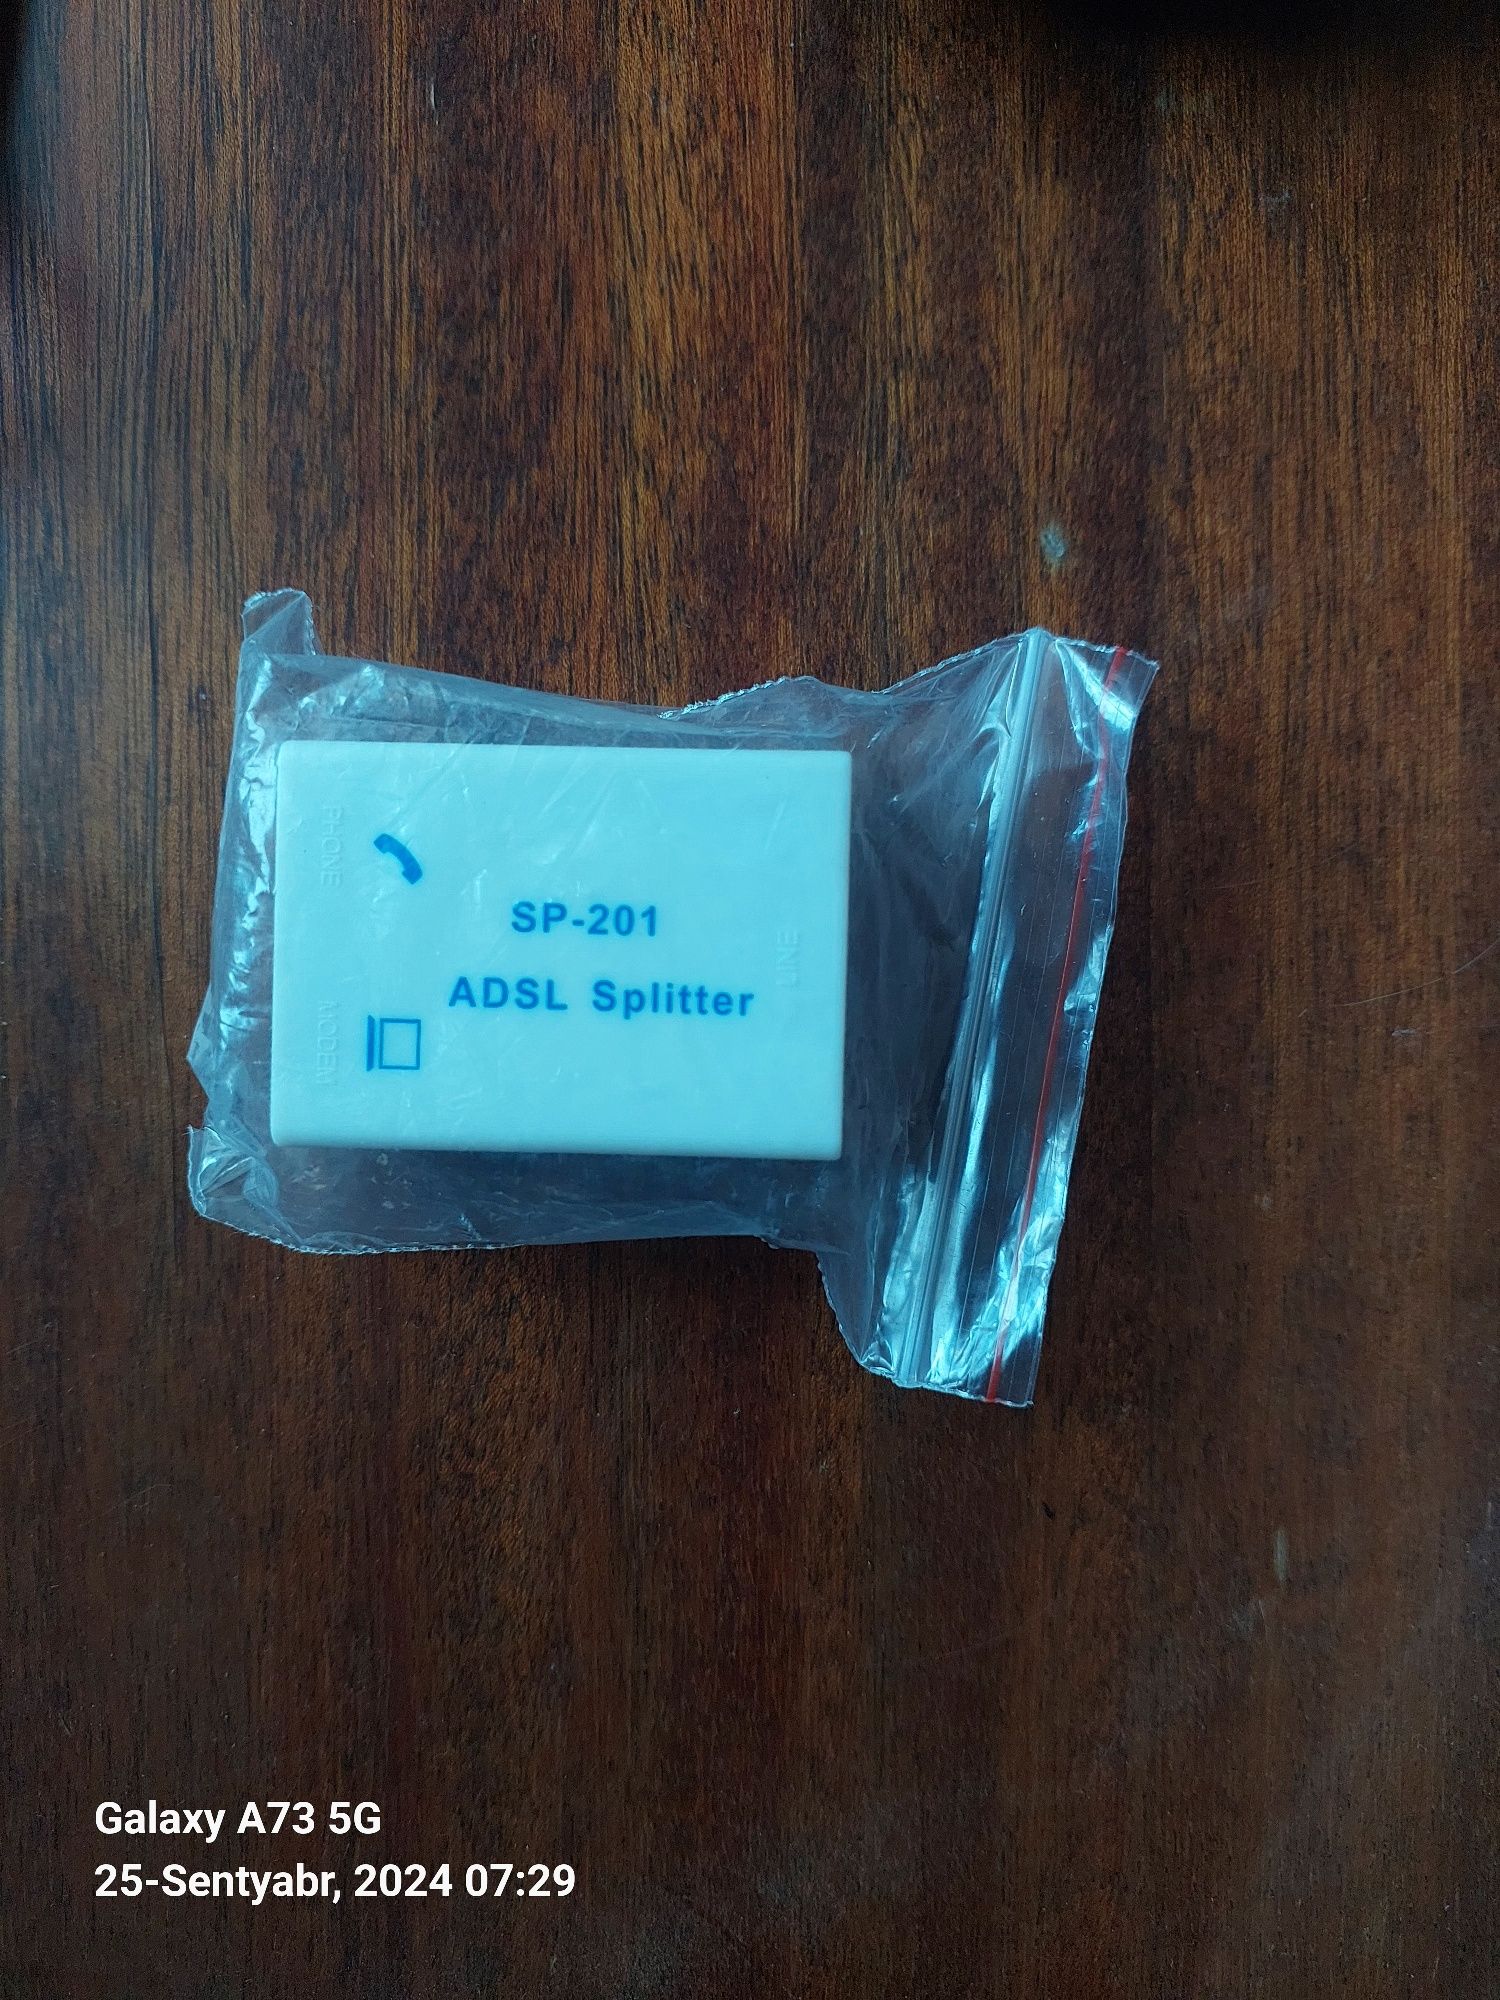 PHONE
SP-201
LINE
ADSL Splitter
MODEM
Galaxy A73 5G
25-Sentyabr, 2024 07:29